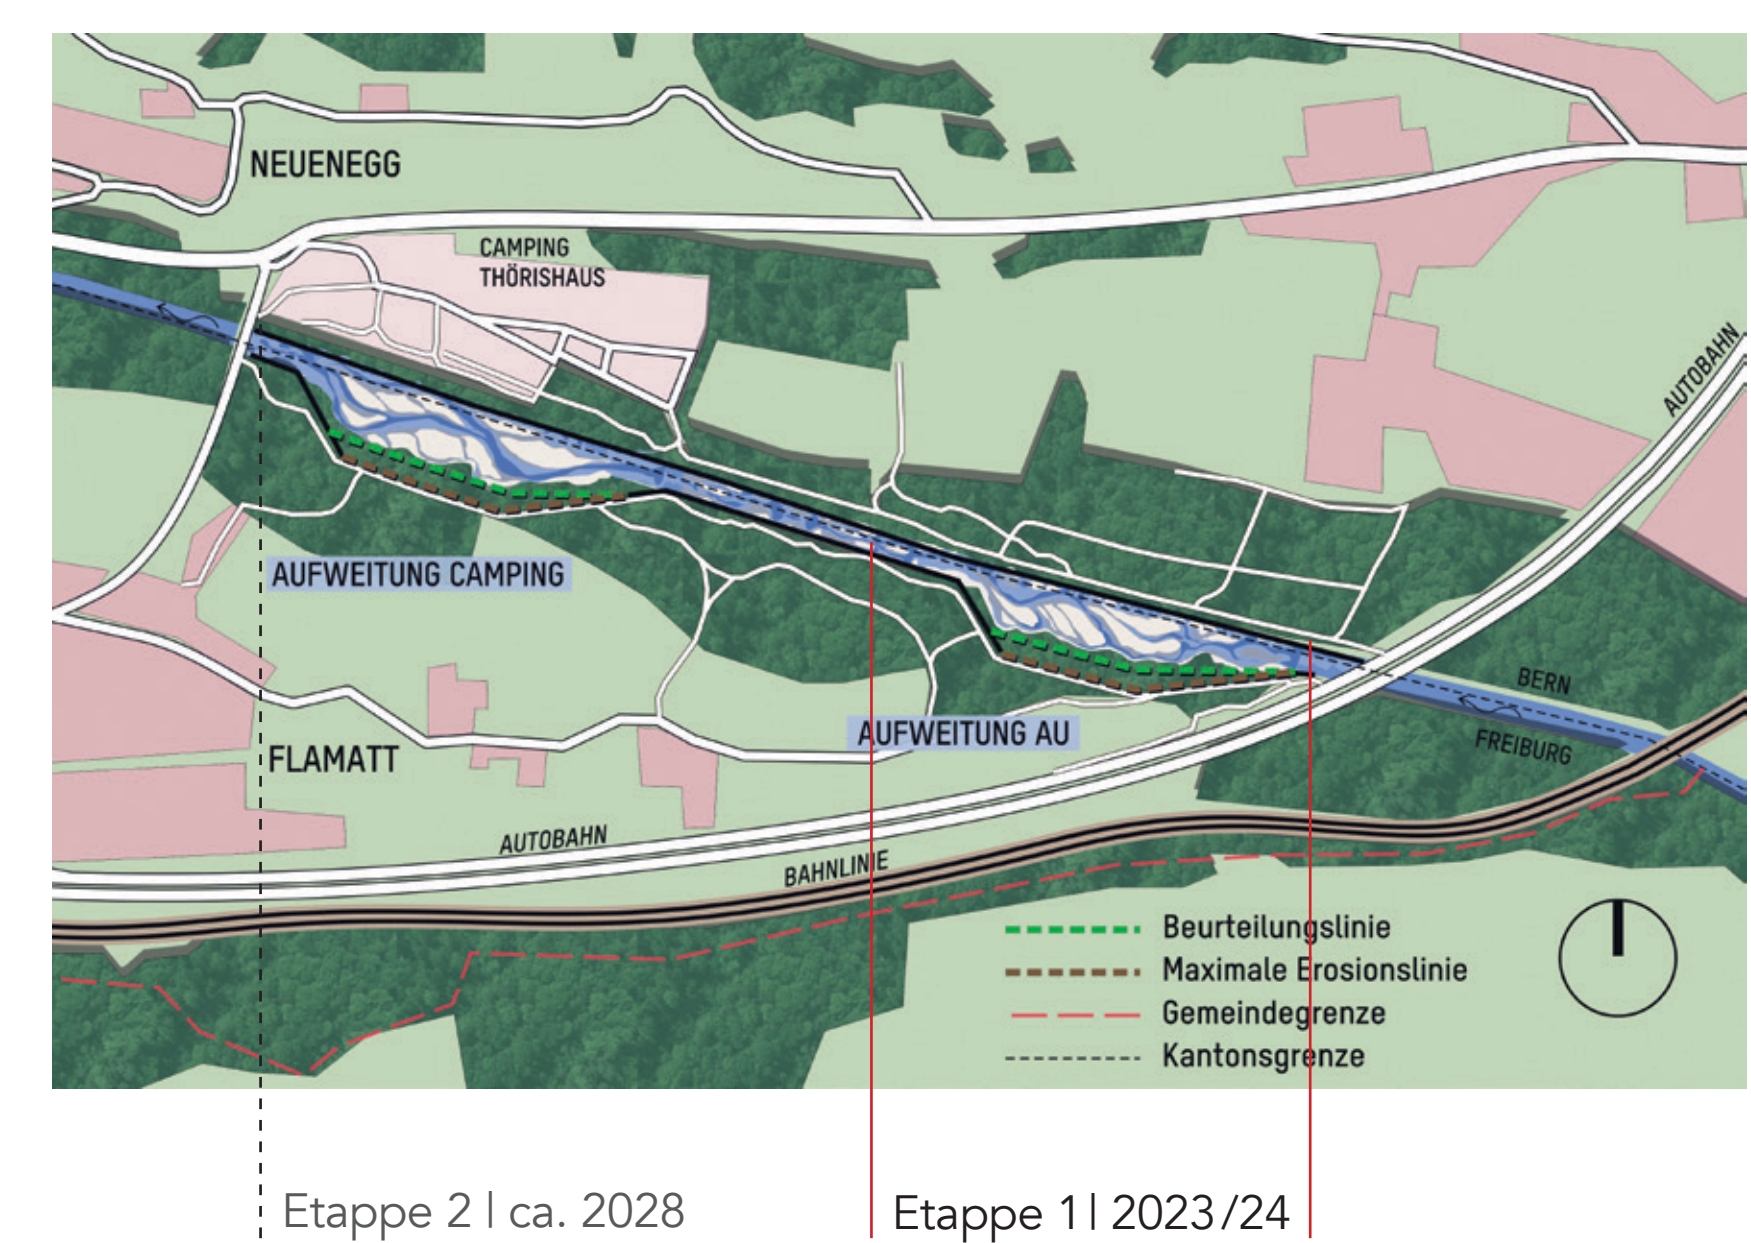 NEUENEGG
CAMPING
THÖRISHAUS
AUTOBAHN
AUFWEITUNG CAMPING
BERN
FREIBURG
AUFWEITUNG AU
FLAMATT
AUTOBAHN
BAHNLINIE
Beurteilungslinie
Maximale Erosionslinie
Gemeindegrenze
Kantonsgrenze
Etappe 2 | ca. 2028
Etappe 1 | 2023/24